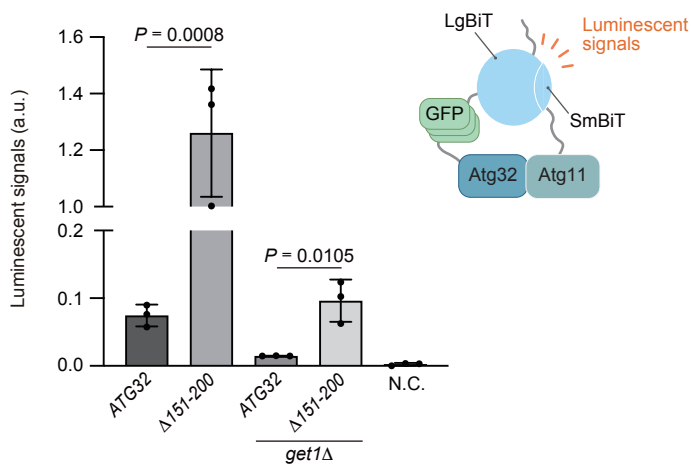 P = 0.0008
P = 0.0105
Luminescent signals (a.u.)
1.6
1.4
1.2
1.0
0.2
0.1
0.0
ATG32
Δ151-200
ATG32
Δ151-200
N.C.
get1Δ
LgBiT
Luminescent
signals
SmBiT
GFP
Atg32
Atg11